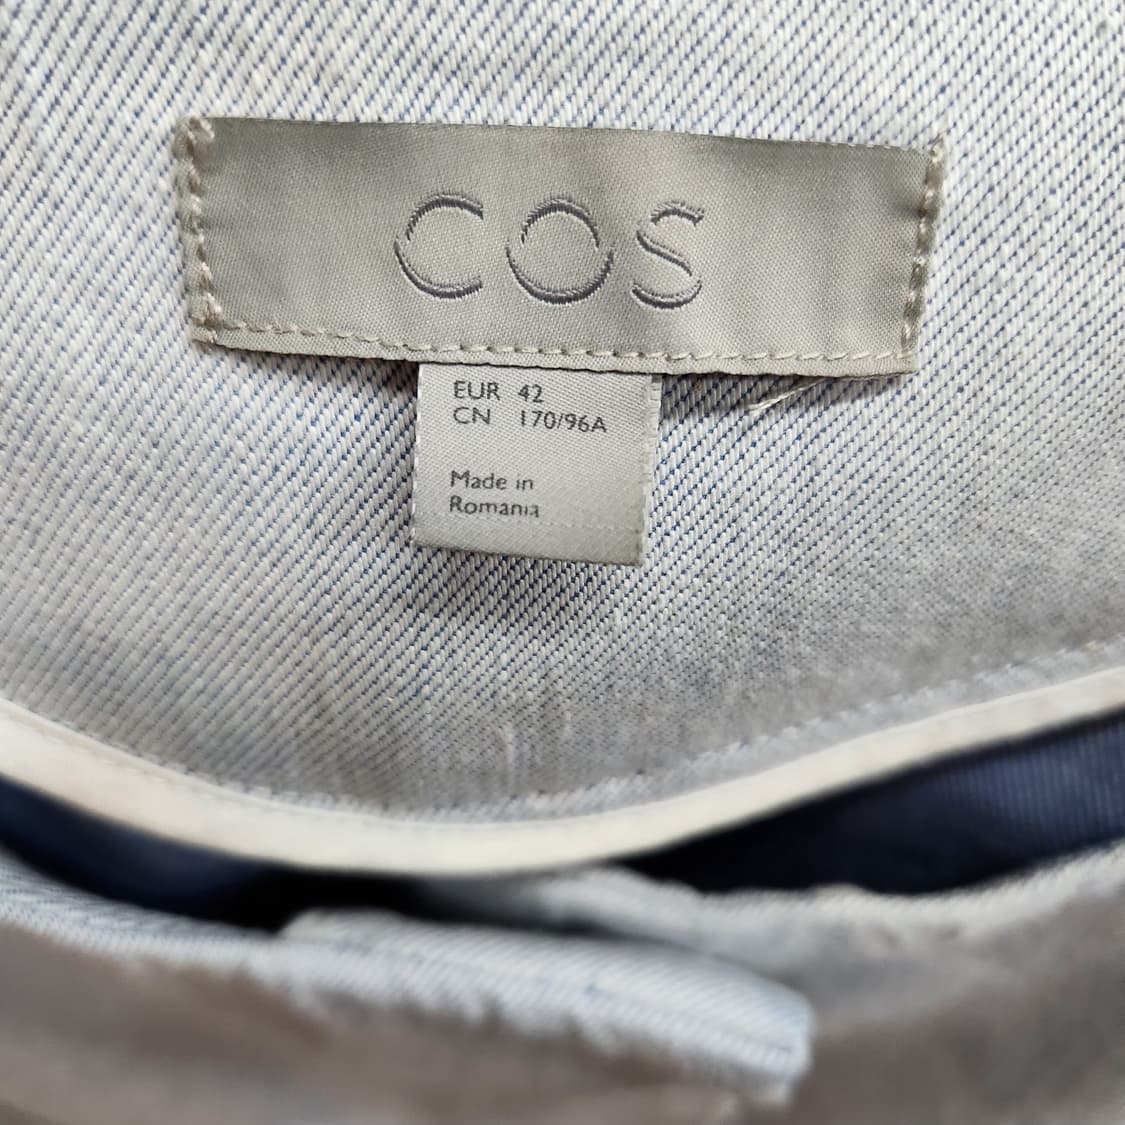 COS
EUR 42
CN 170/96A
Made in
Romania